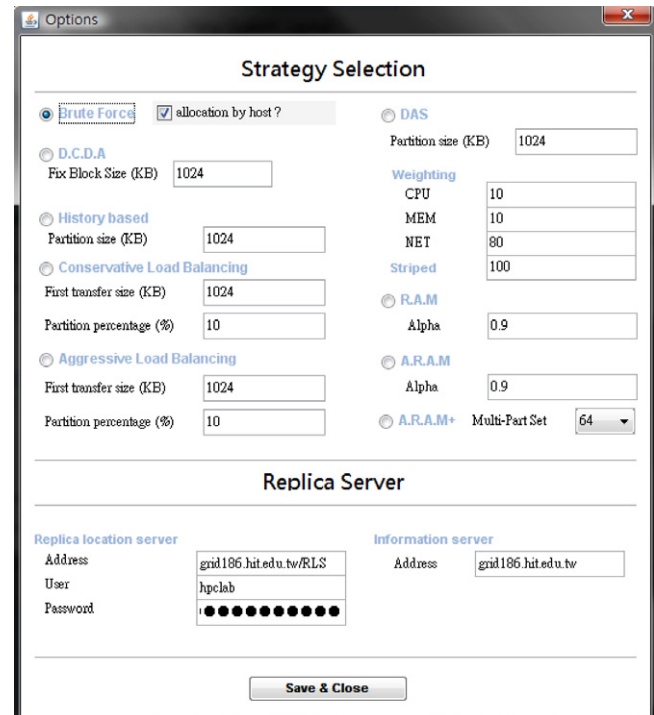 Options
Strategy Selection
Brute Force allocation by host ?
D.C.D.A
Fix Block Size (KB) 1024
History based
Partition size (KB) 1024
Conservative Load Balancing
First transfer size (KB) 1024
Partition percentage (%) 10
Aggressive Load Balancing
First transfer size (KB) 1024
Partition percentage (%) 10
DAS
Partition size (KB) 1024
Weighting
CPU 10
MEM 10
NET 80
Striped 100
R.A.M
Alpha 0.9
A.R.A.M
Alpha 0.9
A.R.A.M+ Multi-Part Set 64
Replica Server
Replica location server
Address grid186.hit.edu.tw/RLS
User hpclab
Password ●●●●●●●●●●
Information server
Address grid186.hit.edu.tw
Save & Close